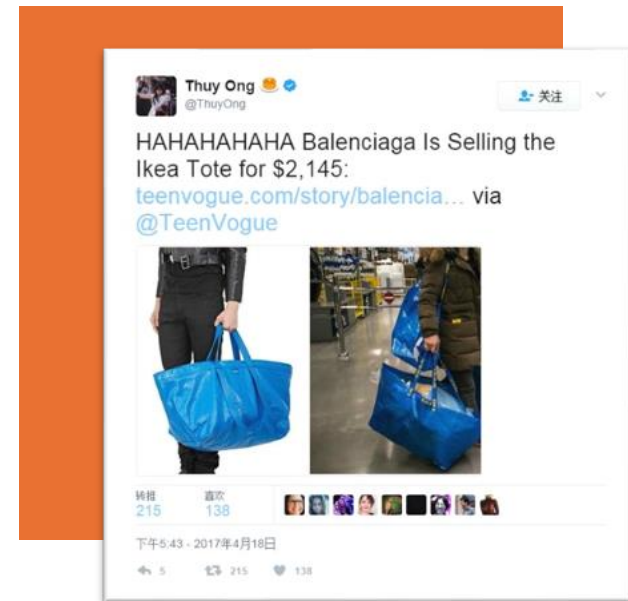 Thuy Ong
@ThuyOng
关注
HAHAHAHAHA Balenciaga Is Selling the
Ikea Tote for $2,145:
teenvogue.com/story/balencia... via
@TeenVogue
转推 喜欢
215 138
下午5:43 - 2017年4月18日
5 215 138